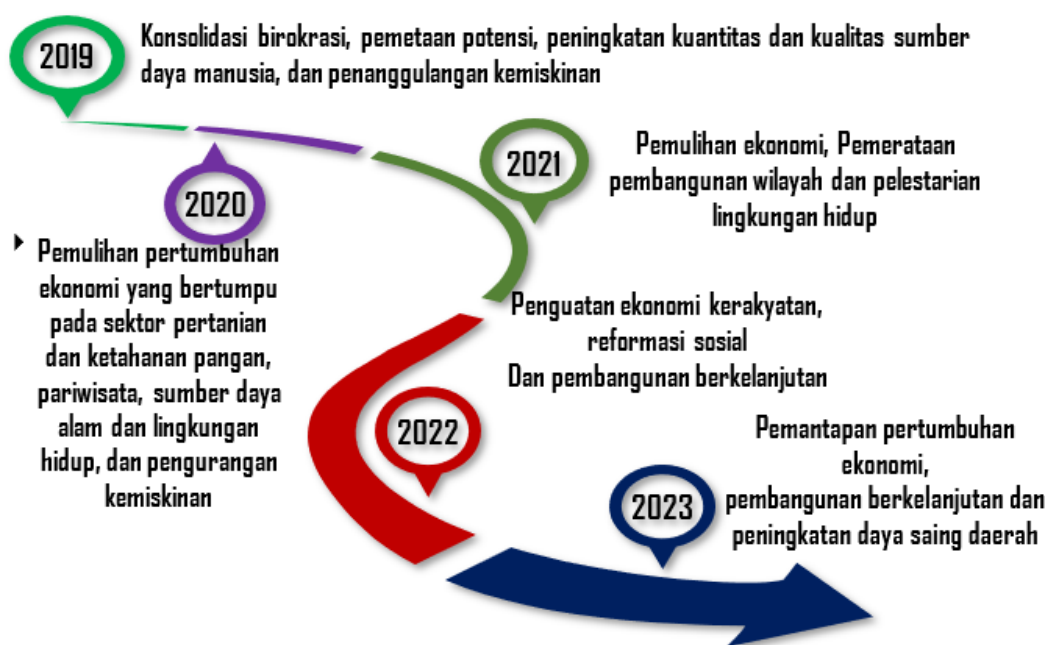 2019
Konsolidasi birokrasi, pemetaan potensi, peningkatan kuantitas dan kualitas sumber
daya manusia, dan penanggulangan kemiskinan
2020
Pemulihan pertumbuhan
ekonomi yang bertumpu
pada sektor pertanian
dan ketahanan pangan,
pariwisata, sumber daya
alam dan lingkungan
hidup, dan pengurangan
kemiskinan
2021
Pemulihan ekonomi, Pemerataan
pembangunan wilayah dan pelestarian
lingkungan hidup
2022
Penguatan ekonomi kerakyatan,
reformasi sosial
Dan pembangunan berkelanjutan
2023
Pemantapan pertumbuhan
ekonomi,
pembangunan berkelanjutan dan
peningkatan daya saing daerah